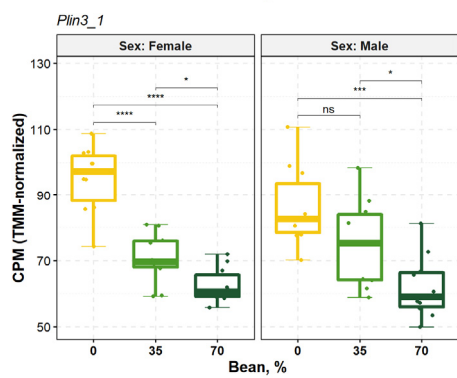 Plin3_1
Sex: Female
Sex: Male
CPM (TMM-normalized)
130
110
90
70
50
*
****
****
*
***
ns
0
35
70
0
35
70
Bean, %